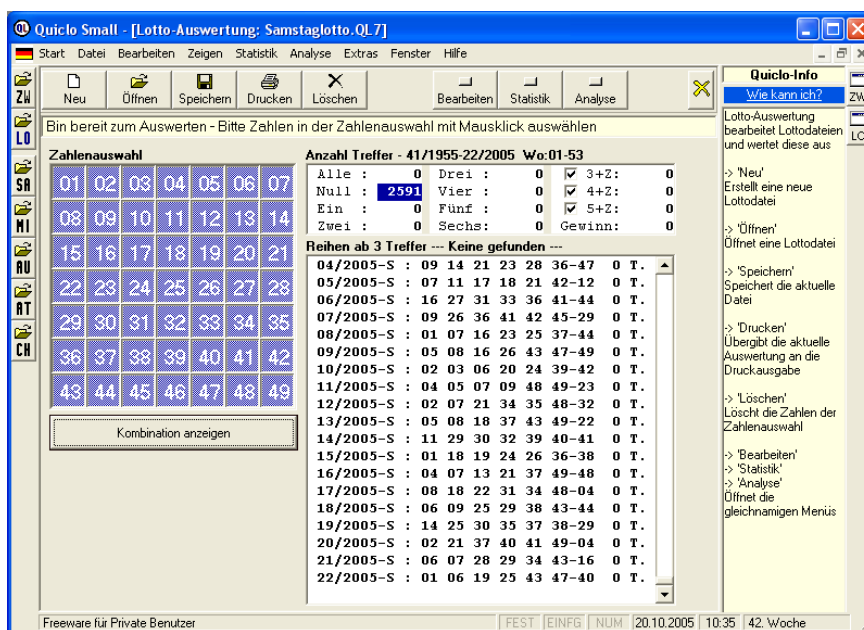 Quiclo Small - [Lotto-Auswertung: Samstaglotto.QL7]
Start Datei Bearbeiten Zeigen Statistik Analyse Extras Fenster Hilfe
ZW
LO
SA
MI
AU
AT
CH
Neu Öffnen Speichern Drucken Löschen Bearbeiten Statistik Analyse
Bin bereit zum Auswerten - Bitte Zahlen in der Zahlenauswahl mit Mausklick auswählen
Zahlenauswahl
01 02 03 04 05 06 07
08 09 10 11 12 13 14
15 16 17 18 19 20 21
22 23 24 25 26 27 28
29 30 31 32 33 34 35
36 37 38 39 40 41 42
43 44 45 46 47 48 49
Kombination anzeigen
Anzahl Treffer - 41/1955-22/2005 Wo:01-53
Alle : 0 Drei : 0 3+Z: 0
Null : 2591 Vier : 0 4+Z: 0
Ein : 0 Fünf : 0 5+Z: 0
Zwei : 0 Sechs: 0 Gewinn: 0
Reihen ab 3 Treffer --- Keine gefunden ---
04/2005-S : 09 14 21 23 28 36-47 0 T.
05/2005-S : 07 11 17 18 21 42-12 0 T.
06/2005-S : 16 27 31 33 36 41-44 0 T.
07/2005-S : 09 26 36 41 42 45-29 0 T.
08/2005-S : 01 07 16 23 25 37-44 0 T.
09/2005-S : 05 08 16 26 43 47-49 0 T.
10/2005-S : 02 03 06 20 24 39-42 0 T.
11/2005-S : 04 05 07 09 48 49-23 0 T.
12/2005-S : 02 07 21 34 35 48-32 0 T.
13/2005-S : 05 08 18 37 43 49-22 0 T.
14/2005-S : 11 29 30 32 39 40-41 0 T.
15/2005-S : 01 18 19 24 26 36-38 0 T.
16/2005-S : 04 07 13 21 37 49-48 0 T.
17/2005-S : 08 18 22 31 34 48-04 0 T.
18/2005-S : 06 09 25 29 38 43-44 0 T.
19/2005-S : 14 25 30 35 37 38-29 0 T.
20/2005-S : 02 21 37 40 41 49-04 0 T.
21/2005-S : 06 07 28 29 34 43-16 0 T.
22/2005-S : 01 06 19 25 43 47-40 0 T.
Quiclo-Info
Wie kann ich?
Lotto-Auswertung
bearbeitet Lottodateien
und wertet diese aus
-> 'Neu'
Erstellt eine neue
Lottodatei
-> 'Öffnen'
Öffnet eine Lottodatei
-> 'Speichern'
Speichert die aktuelle
Datei
-> 'Drucken'
Übergibt die aktuelle
Auswertung an die
Druckausgabe
-> 'Löschen'
Löscht die Zahlen der
Zahlenauswahl
-> 'Bearbeiten'
-> 'Statistik'
-> 'Analyse'
Öffnet die
gleichnamigen Menüs
ZW
LO
Freeware für Private Benutzer FEST EINFG NUM 20.10.2005 10:35 42. Woche